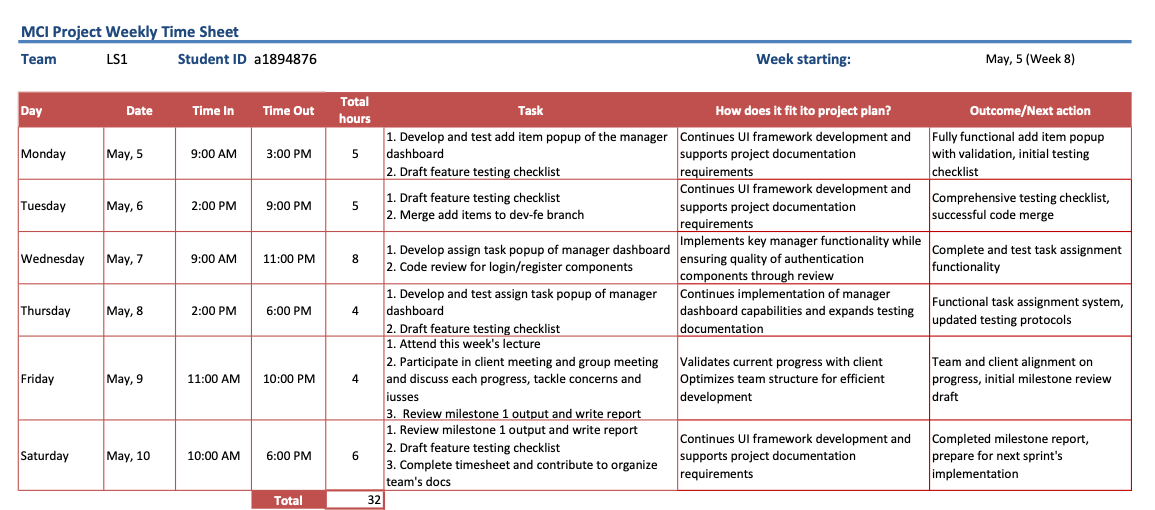 MCI Project Weekly Time Sheet
Team LS1 Student ID a1894876 Week starting: May, 5 (Week 8)
Day Date Time In Time Out Total hours Task How does it fit ito project plan? Outcome/Next action
Monday May, 5 9:00 AM 3:00 PM 5
1. Develop and test add item popup of the manager
dashboard
2. Draft feature testing checklist
Continues UI framework development and
supports project documentation
requirements
Fully functional add item popup
with validation, initial testing
checklist
Tuesday May, 6 2:00 PM 9:00 PM 5
1. Draft feature testing checklist
2. Merge add items to dev-fe branch
Continues UI framework development and
supports project documentation
requirements
Comprehensive testing checklist,
successful code merge
Wednesday May, 7 9:00 AM 11:00 PM 8
1. Develop assign task popup of manager dashboard
2. Code review for login/register components
Implements key manager functionality while
ensuring quality of authentication
components through review
Complete and test task assignment
functionality
Thursday May, 8 2:00 PM 6:00 PM 4
1. Develop and test assign task popup of manager
dashboard
2. Draft feature testing checklist
Continues implementation of manager
dashboard capabilities and expands testing
documentation
Functional task assignment system,
updated testing protocols
Friday May, 9 11:00 AM 10:00 PM 4
1. Attend this week's lecture
2. Participate in client meeting and group meeting
and discuss each progress, tackle concerns and
iusses
3. Review milestone 1 output and write report
Validates current progress with client
Optimizes team structure for efficient
development
Team and client alignment on
progress, initial milestone review
draft
Saturday May, 10 10:00 AM 6:00 PM 6
1. Review milestone 1 output and write report
2. Draft feature testing checklist
3. Complete timesheet and contribute to organize
team's docs
Continues UI framework development and
supports project documentation
requirements
Completed milestone report,
prepare for next sprint's
implementation
Total 32